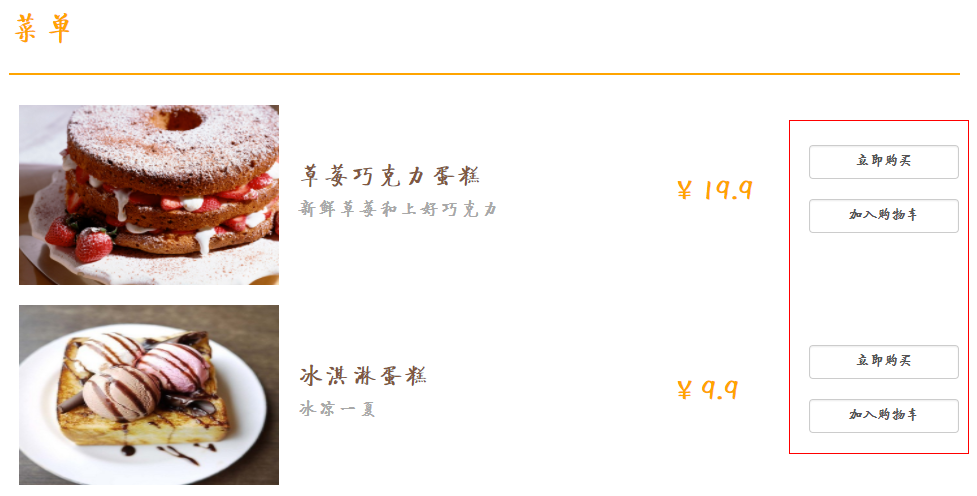 菜单
草莓巧克力蛋糕
新鲜草莓和上好巧克力
¥ 19.9
立即购买
加入购物车
冰淇淋蛋糕
冰凉一夏
¥ 9.9
立即购买
加入购物车